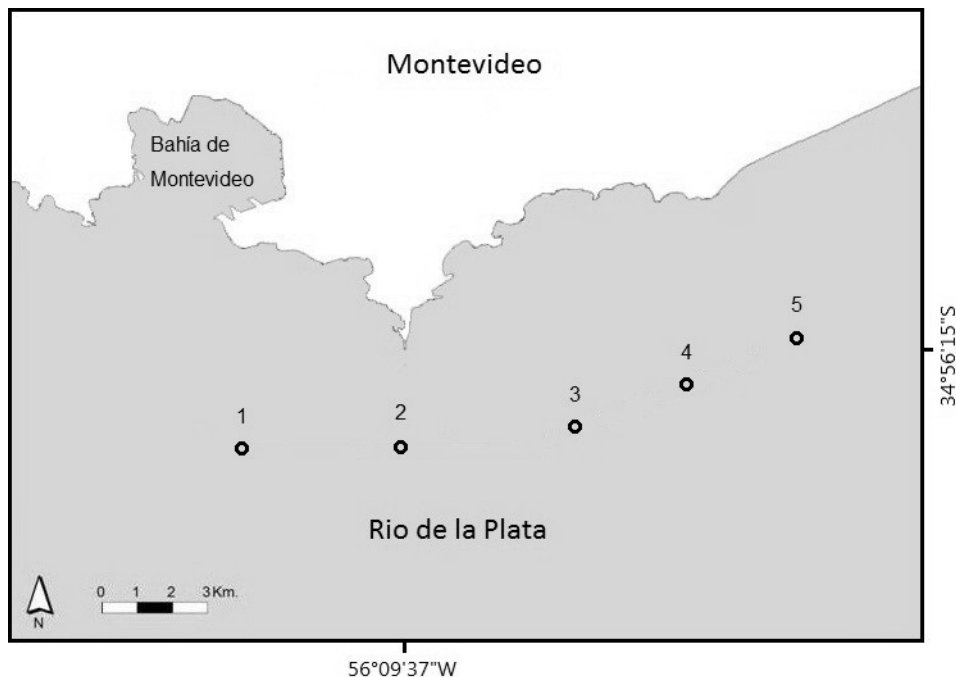 Montevideo
Bahía de
Montevideo
5
4
3
1
2
34°56'15"S
Rio de la Plata
0 1 2 3Km.
N
56°09'37"W